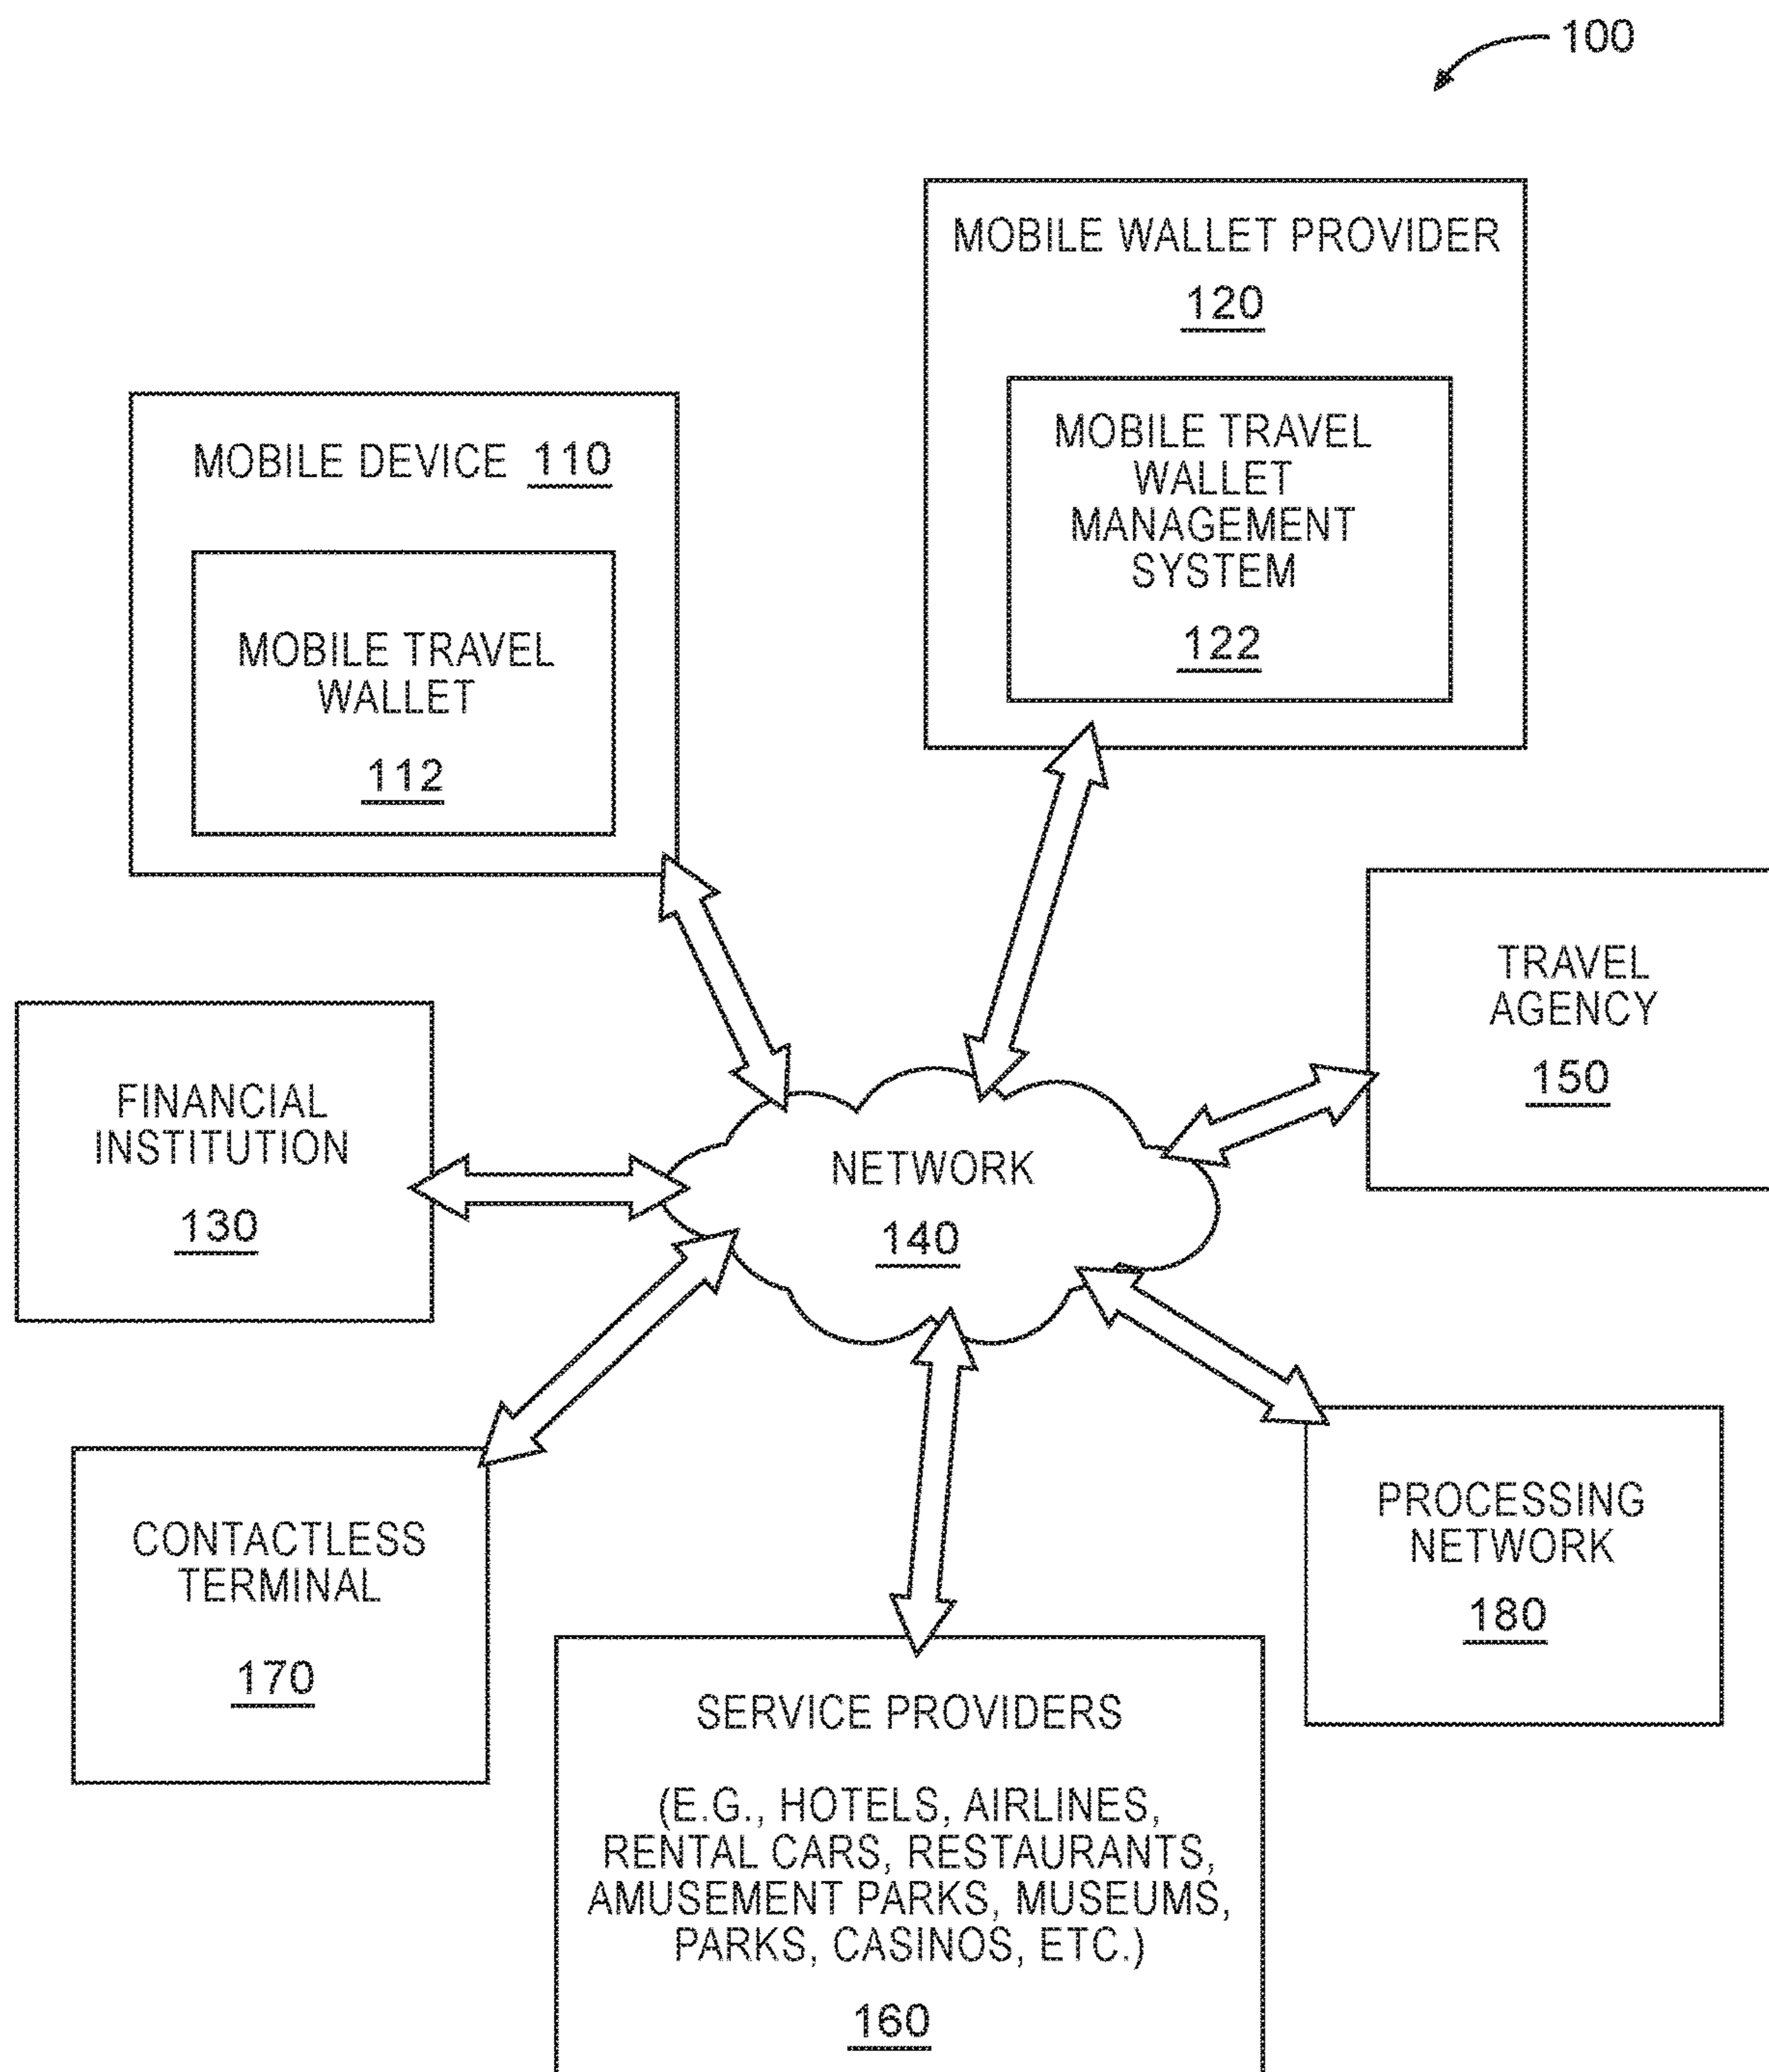 100
MOBILE WALLET PROVIDER
120
MOBILE TRAVEL
WALLET
MANAGEMENT
SYSTEM
122
MOBILE DEVICE 110
MOBILE TRAVEL
WALLET
112
TRAVEL
AGENCY
150
FINANCIAL
INSTITUTION
130
NETWORK
140
CONTACTLESS
TERMINAL
170
PROCESSING
NETWORK
180
SERVICE PROVIDERS
(E.G., HOTELS, AIRLINES,
RENTAL CARS, RESTAURANTS,
AMUSEMENT PARKS, MUSEUMS,
PARKS, CASINOS, ETC.)
160